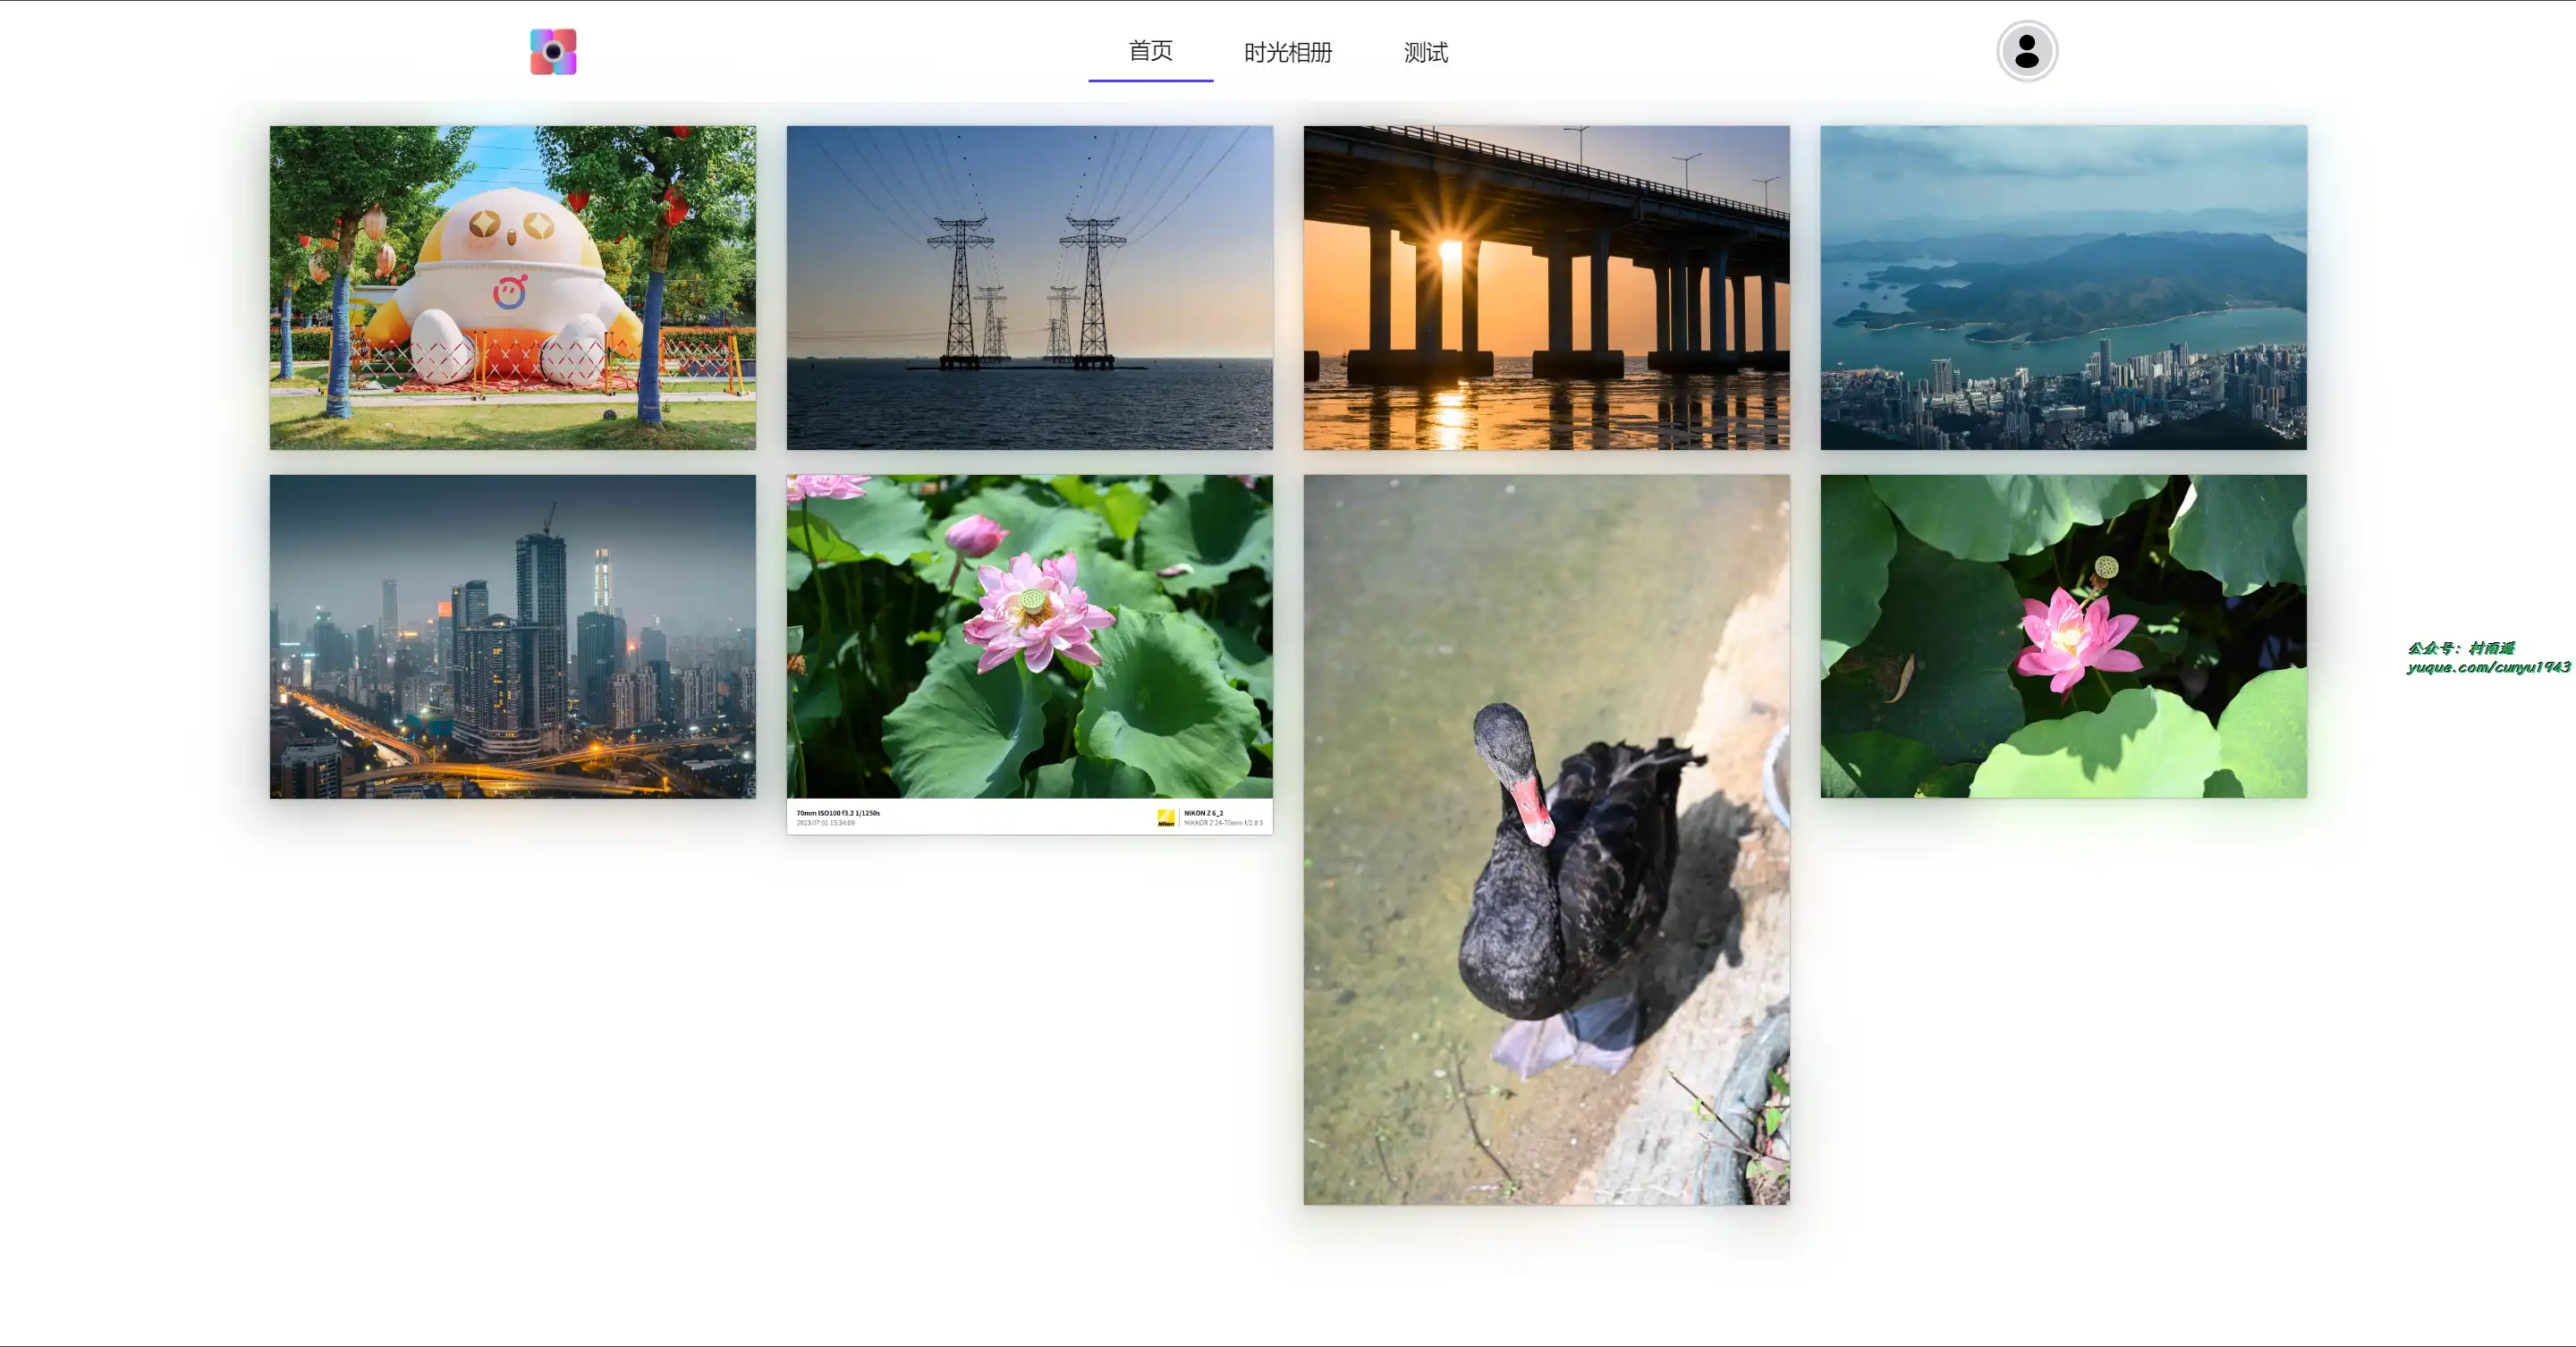 首页
时光相册
测试
70mm ISO100 f3.2 1/1250s
2023:07:01 15:34:09
Nikon
NIKON Z 6_2
NIKKOR Z 24-70mm f/2.8 S
公众号：村雨遥
yuque.com/cunyu1943